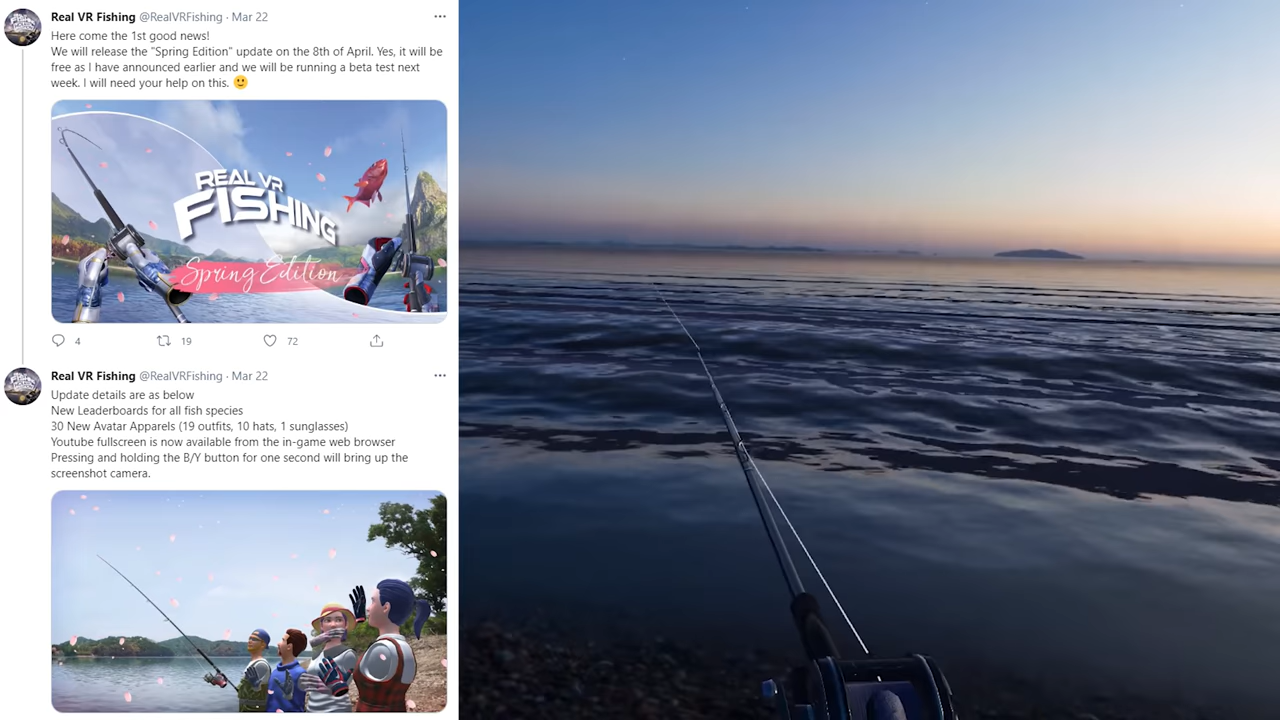 Real VR Fishing @RealVRFishing · Mar 22
Here come the 1st good news!
We will release the "Spring Edition" update on the 8th of April. Yes, it will be
free as I have announced earlier and we will be running a beta test next
week. I will need your help on this. 🙂
REAL VR
FISHING
Spring Edition
4 19 72
Real VR Fishing @RealVRFishing · Mar 22
Update details are as below
New Leaderboards for all fish species
30 New Avatar Apparels (19 outfits, 10 hats, 1 sunglasses)
Youtube fullscreen is now available from the in-game web browser
Pressing and holding the B/Y button for one second will bring up the
screenshot camera.